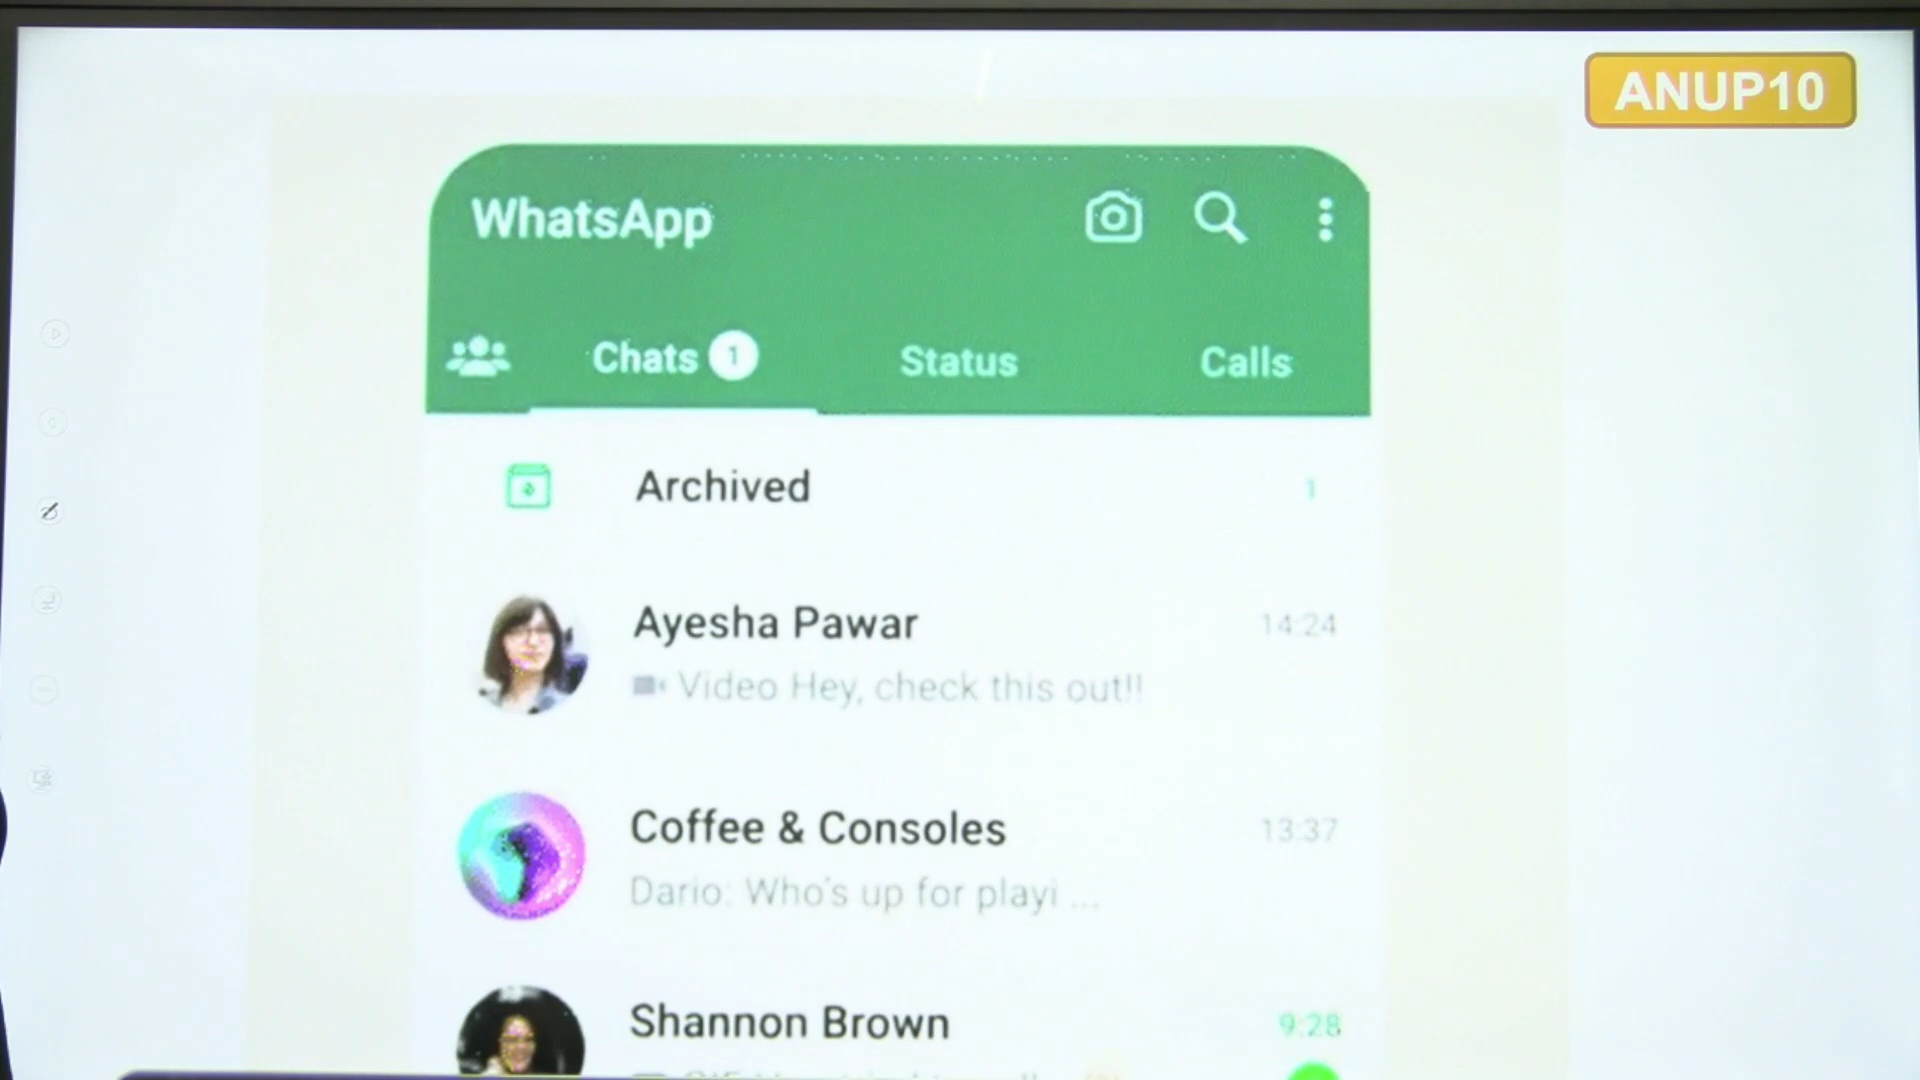 ANUP10
WhatsApp
Chats 1
Status
Calls
Archived
1
Ayesha Pawar
14:24
Video Hey, check this out!!
Coffee & Consoles
13:37
Dario: Who's up for playi ...
Shannon Brown
9:28